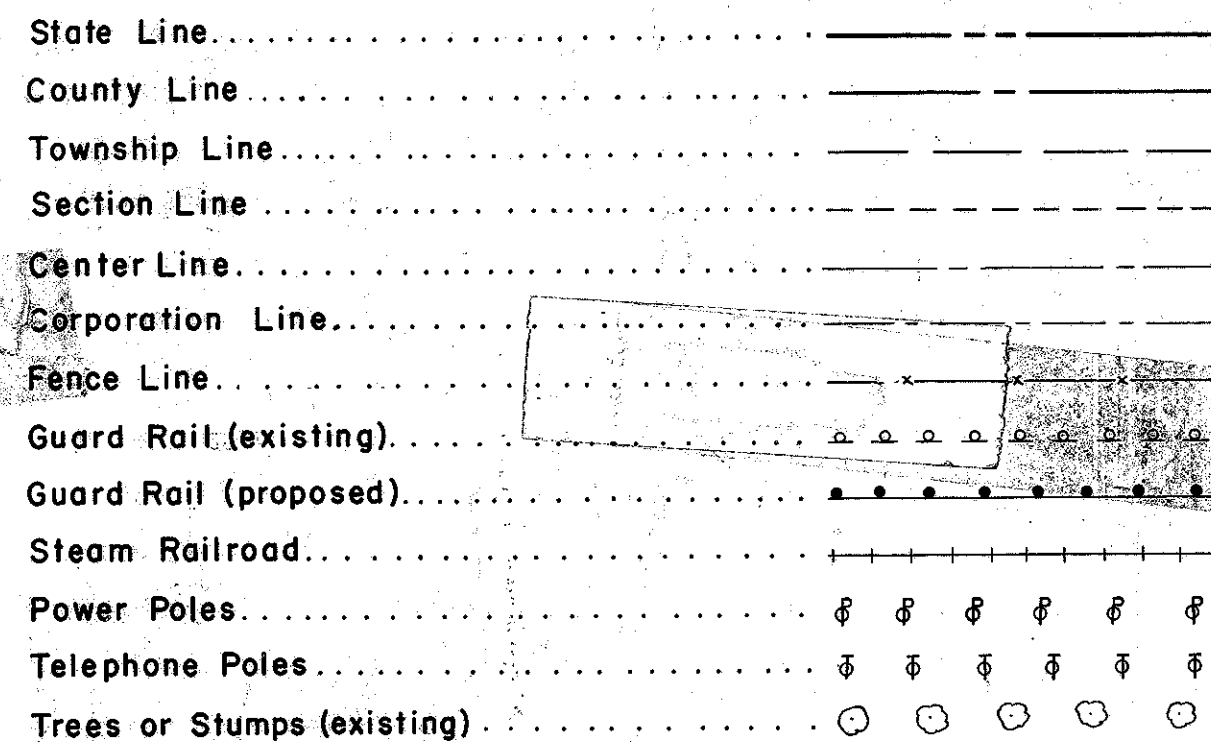 State Line
County Line
Township Line
Section Line
Center Line
Corporation Line
Fence Line
Guard Rail (existing)
Guard Rail (proposed)
Steam Railroad
Power Poles
Telephone Poles
Trees or Stumps (existing)